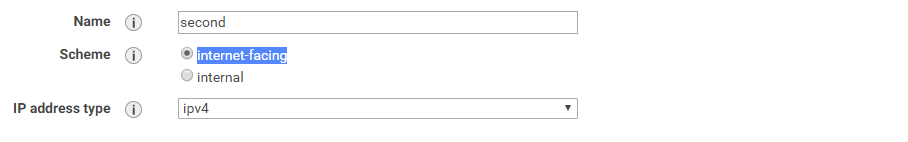 Name i second
Scheme i internet-facing
internal
IP address type i ipv4